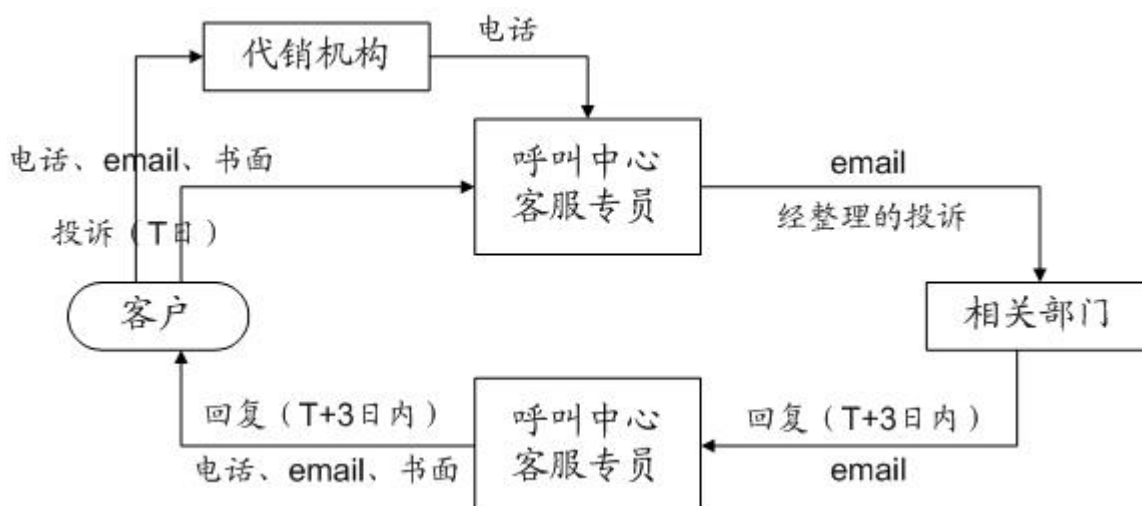 代销机构
电话
电话、email、书面
呼叫中心
客服专员
email
经整理的投诉
投诉（T日）
客户
相关部门
回复（T+3日内）
电话、email、书面
呼叫中心
客服专员
回复（T+3日内）
email